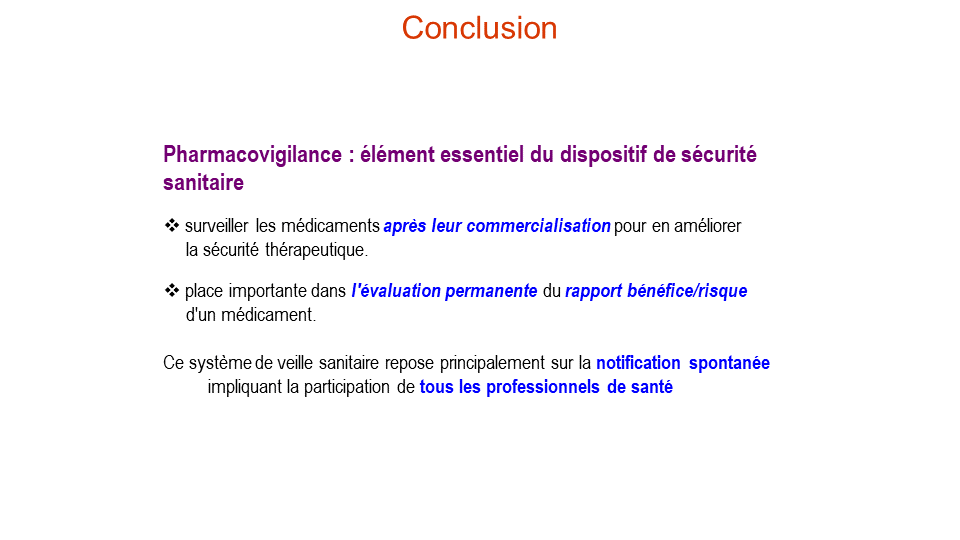 Conclusion
Pharmacovigilance : élément essentiel du dispositif de sécurité
sanitaire
❖ surveiller les médicaments après leur commercialisation pour en améliorer
la sécurité thérapeutique.
❖ place importante dans l'évaluation permanente du rapport bénéfice/risque
d'un médicament.
Ce système de veille sanitaire repose principalement sur la notification spontanée
impliquant la participation de tous les professionnels de santé